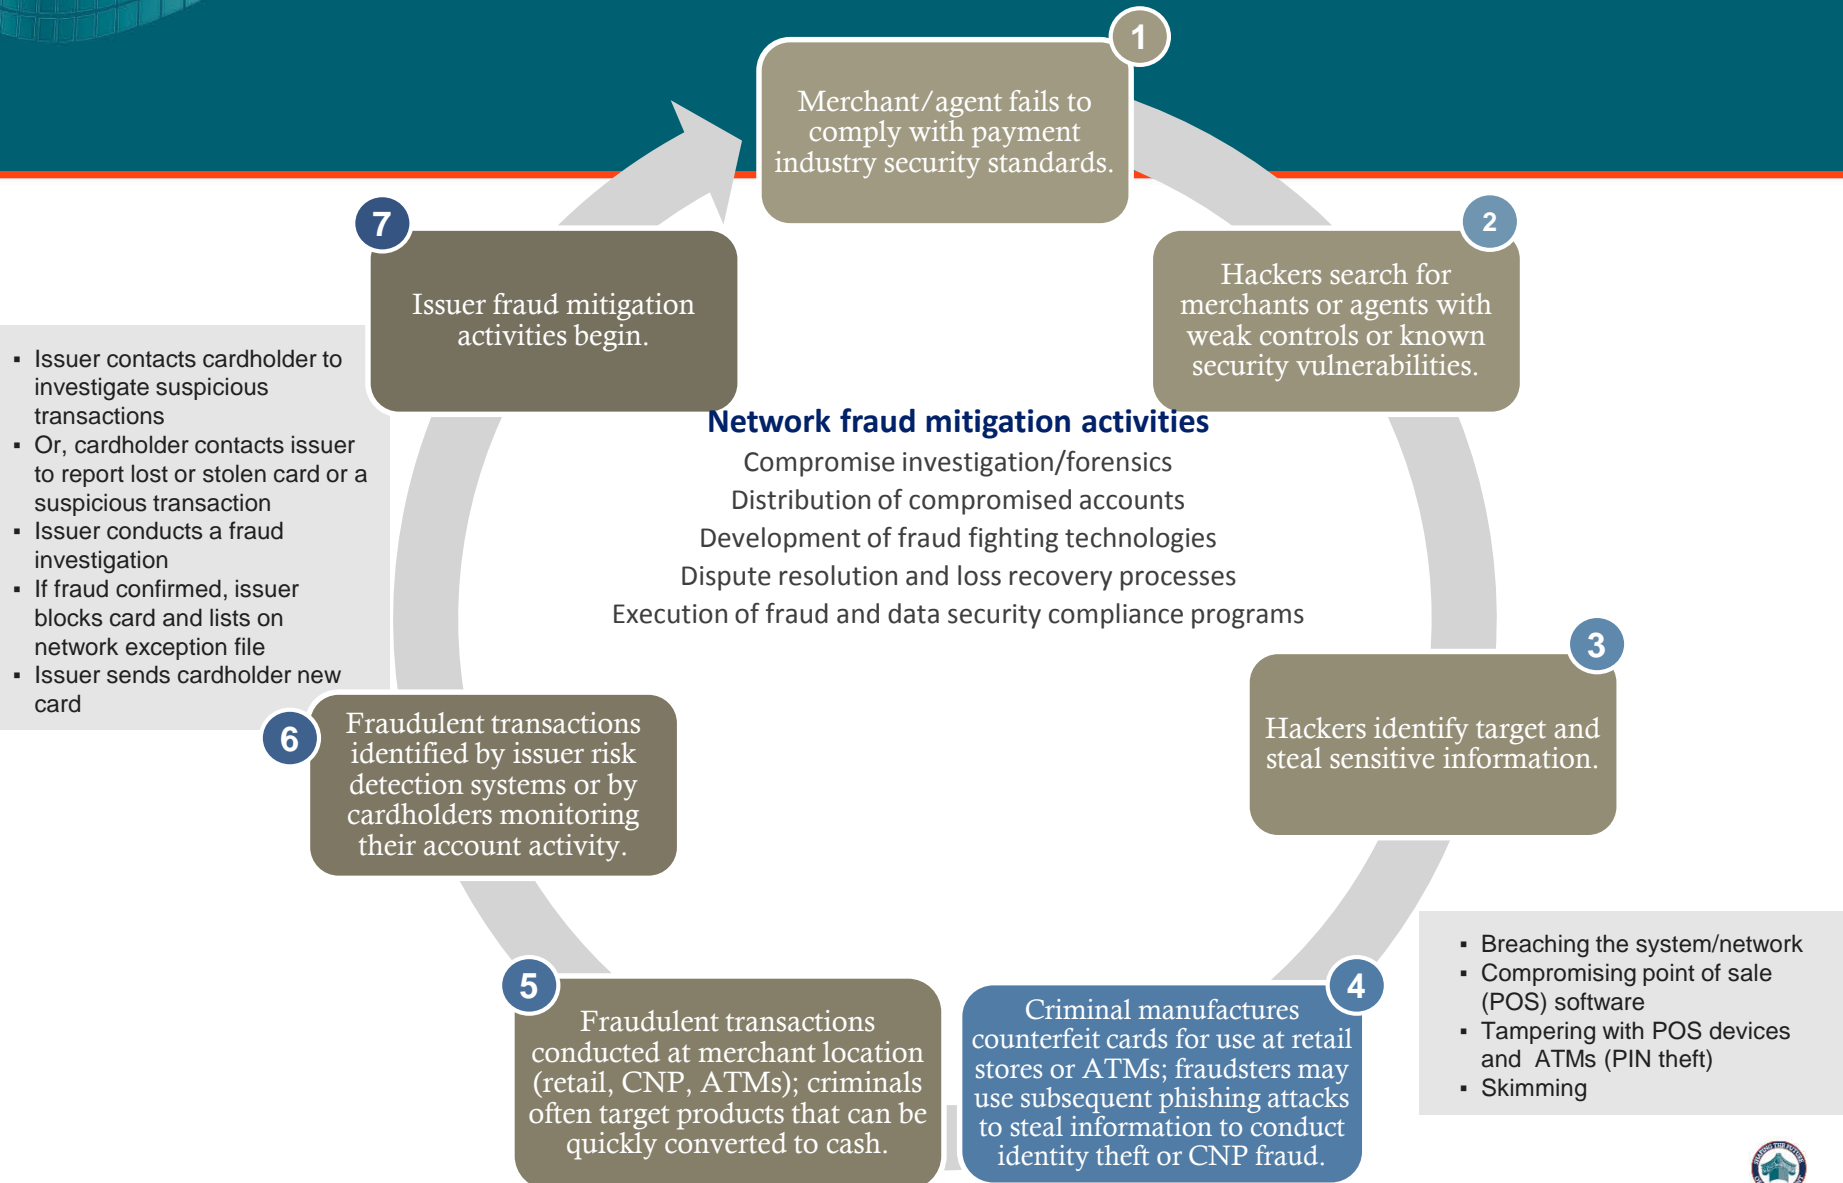 1
Merchant/agent fails to
comply with payment
industry security standards.
2
Hackers search for
merchants or agents with
weak controls or known
security vulnerabilities.
3
Hackers identify target and
steal sensitive information.
▪ Breaching the system/network
▪ Compromising point of sale
(POS) software
▪ Tampering with POS devices
and ATMs (PIN theft)
▪ Skimming
4
Criminal manufactures
counterfeit cards for use at retail
stores or ATMs; fraudsters may
use subsequent phishing attacks
to steal information to conduct
identity theft or CNP fraud.
5
Fraudulent transactions
conducted at merchant location
(retail, CNP, ATMs); criminals
often target products that can be
quickly converted to cash.
6
Fraudulent transactions
identified by issuer risk
detection systems or by
cardholders monitoring
their account activity.
7
Issuer fraud mitigation
activities begin.
▪ Issuer contacts cardholder to
investigate suspicious
transactions
▪ Or, cardholder contacts issuer
to report lost or stolen card or a
suspicious transaction
▪ Issuer conducts a fraud
investigation
▪ If fraud confirmed, issuer
blocks card and lists on
network exception file
▪ Issuer sends cardholder new
card
Network fraud mitigation activities
Compromise investigation/forensics
Distribution of compromised accounts
Development of fraud fighting technologies
Dispute resolution and loss recovery processes
Execution of fraud and data security compliance programs